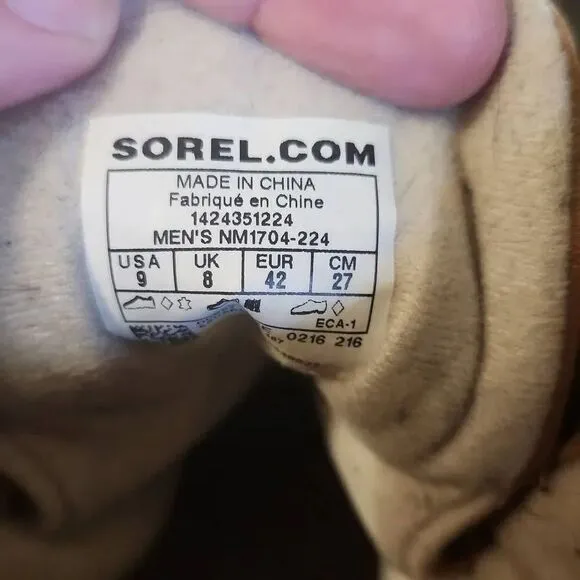 SOREL.COM
MADE IN CHINA
Fabriqué en Chine
1424351224
MEN'S NM1704-224
USA UK EUR CM
9 8 42 27
ECA-1
0216 216